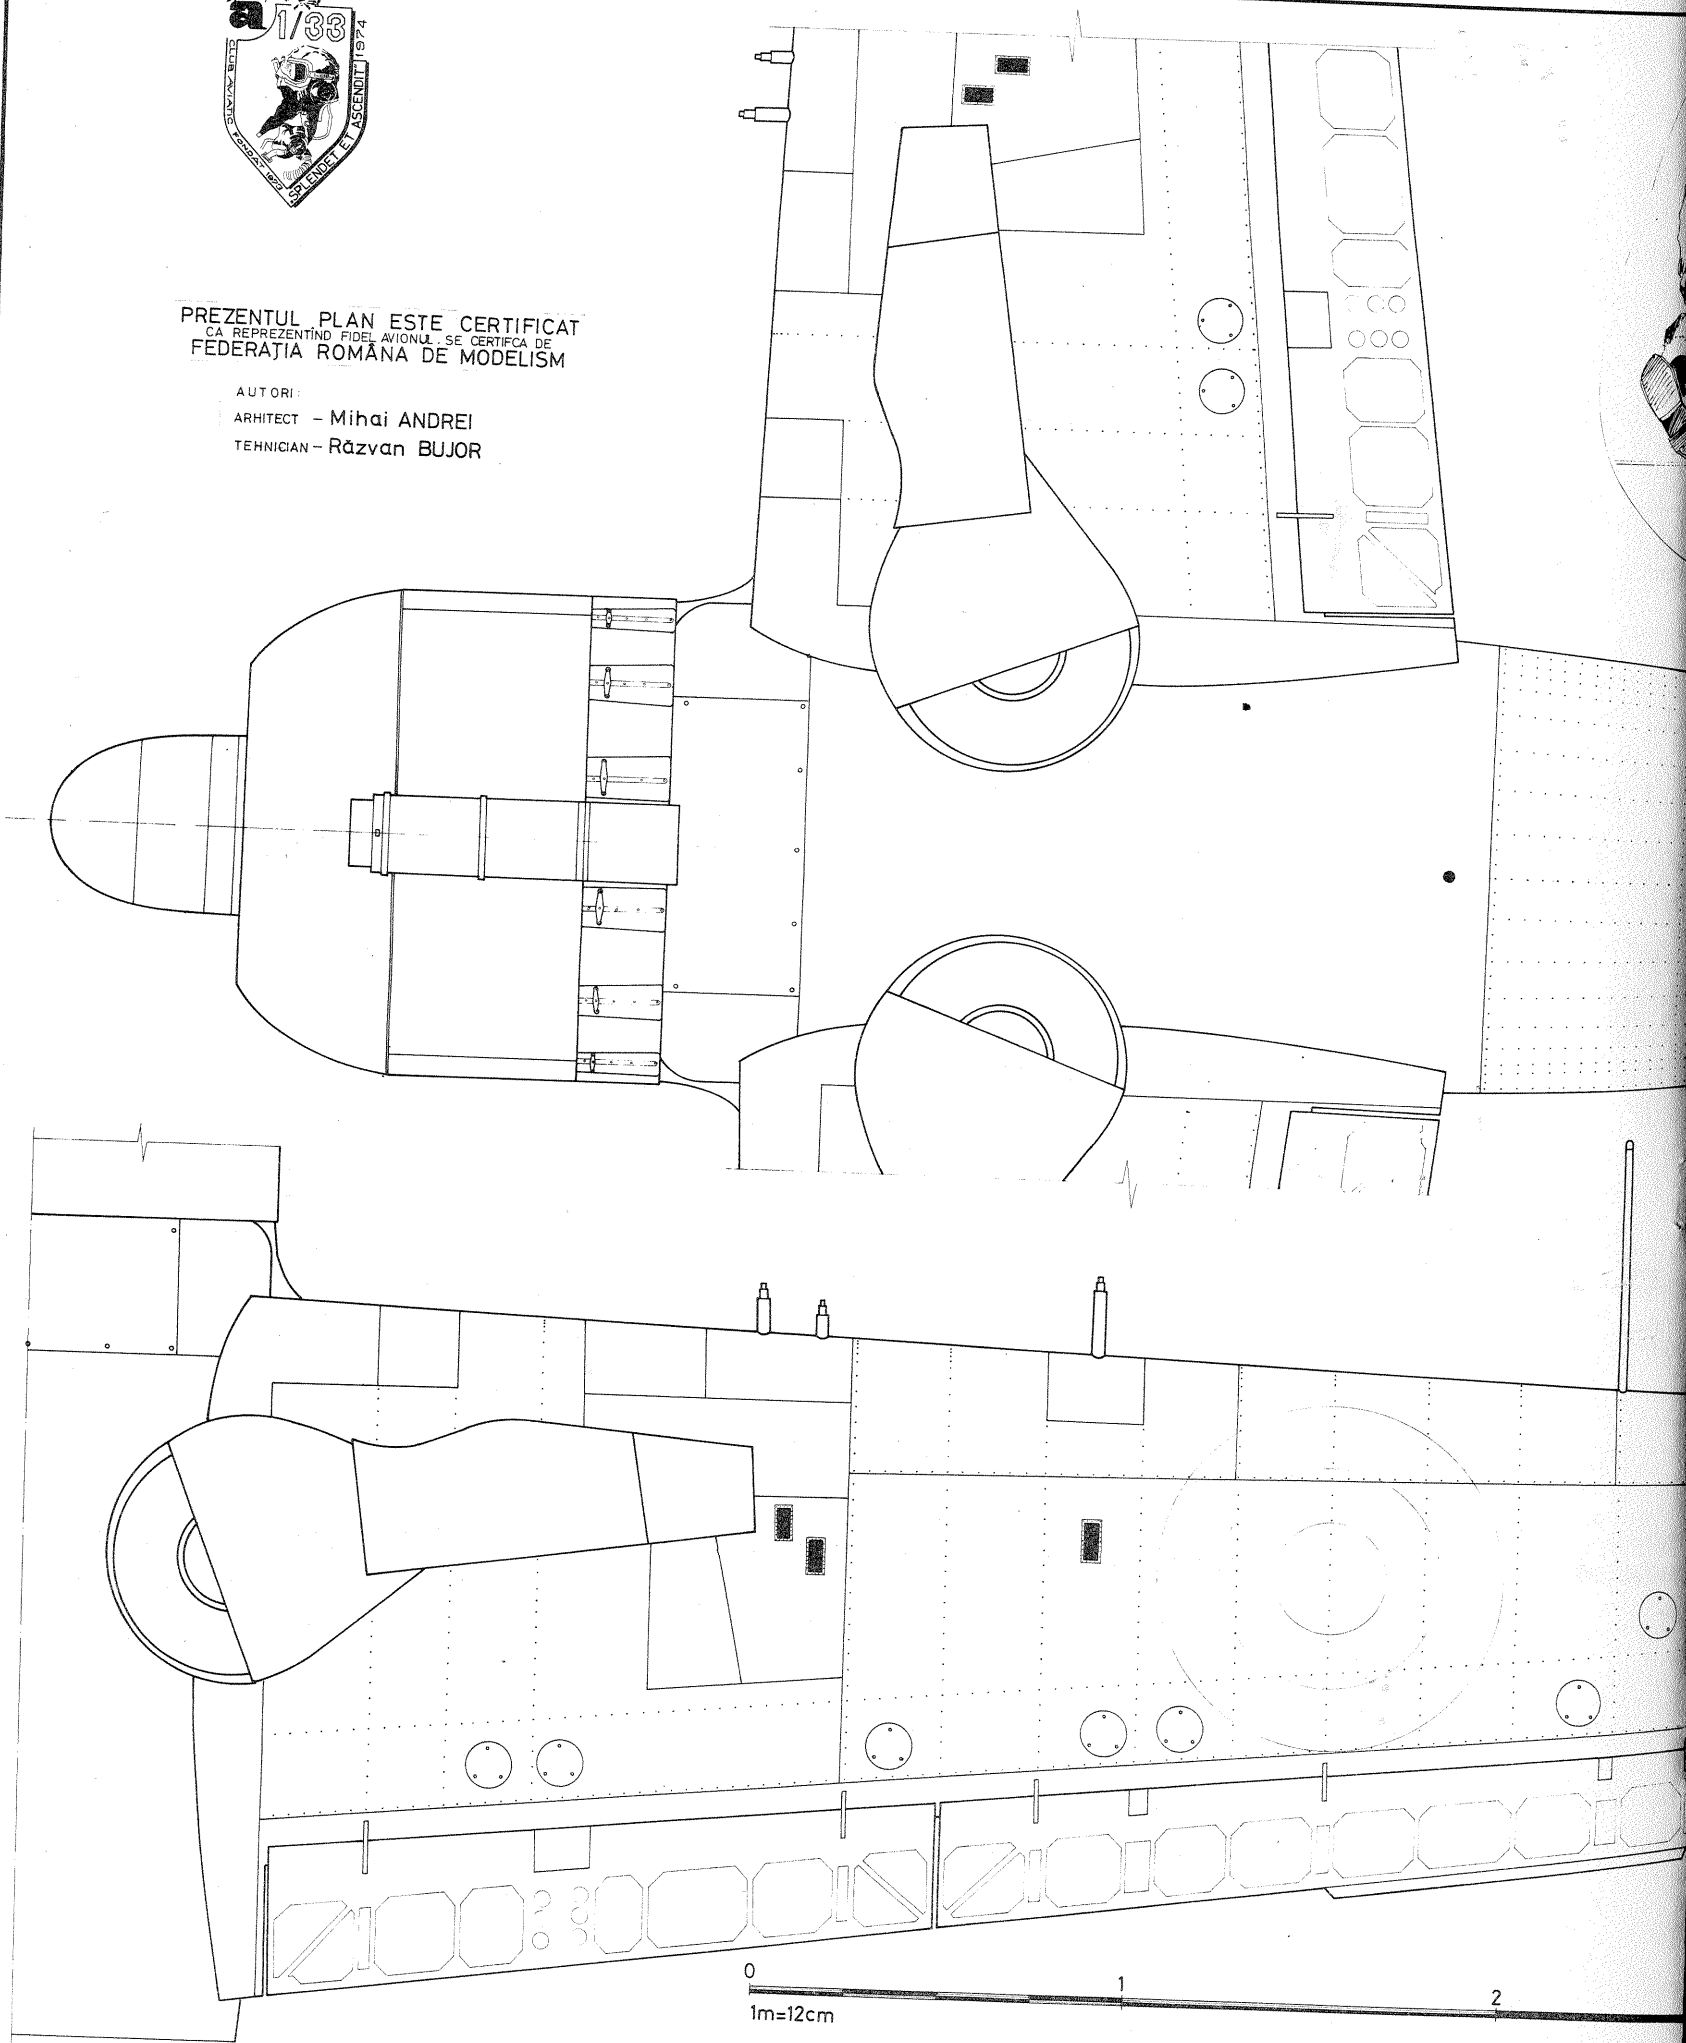 a
1/33
CLUB AVIATIC FONDAT 1973
"SPLENDET ET ASCENDIT" 1974
PREZENTUL PLAN ESTE CERTIFICAT
CA REPREZENTÎND FIDEL AVIONUL. SE CERTIFCA DE
FEDERAŢIA ROMÂNA DE MODELISM
AUTORI:
ARHITECT - Mihai ANDREI
TEHNICIAN - Răzvan BUJOR
0 1 2
1m=12cm